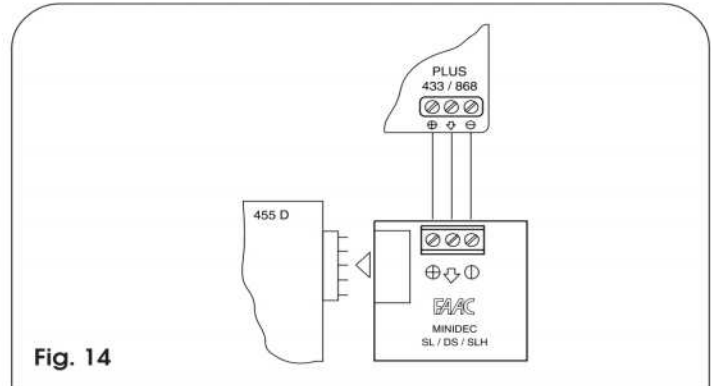 PLUS
433 / 868
455 D
FAAC
MINIDEC
SL / DS / SLH
Fig. 14